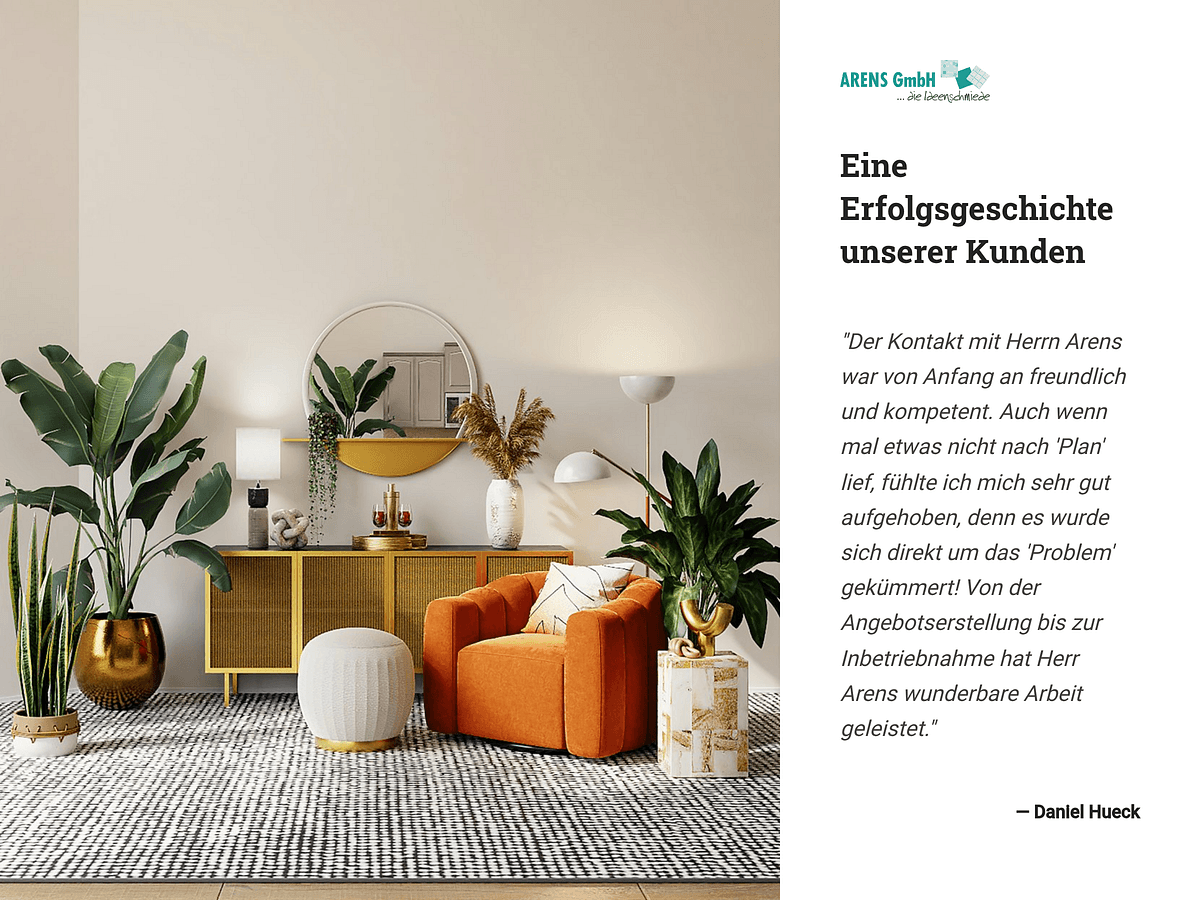 ARENS GmbH
... die Ideenschmiede
Eine
Erfolgsgeschichte
unserer Kunden
"Der Kontakt mit Herrn Arens
war von Anfang an freundlich
und kompetent. Auch wenn
mal etwas nicht nach 'Plan'
lief, fühlte ich mich sehr gut
aufgehoben, denn es wurde
sich direkt um das 'Problem'
gekümmert! Von der
Angebotserstellung bis zur
Inbetriebnahme hat Herr
Arens wunderbare Arbeit
geleistet."
— Daniel Hueck